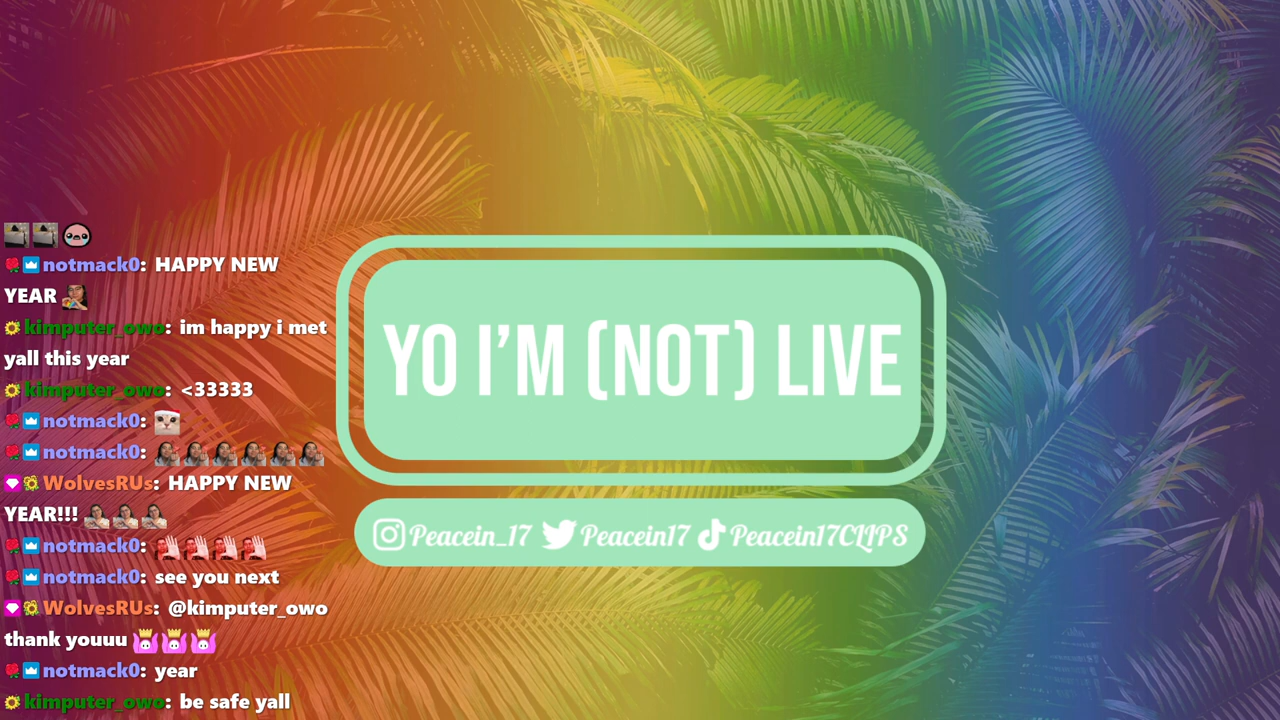 notmack0: HAPPY NEW
YEAR
kimputer_owo: im happy i met
yall this year
kimputer_owo: <33333
notmack0:
notmack0:
WolvesRUs: HAPPY NEW
YEAR!!!
notmack0:
notmack0: see you next
WolvesRUs: @kimputer_owo
thank youuu
notmack0: year
kimputer_owo: be safe yall
YO I'M (NOT) LIVE
Peacein_17 Peacein17 Peacein17CLIPS